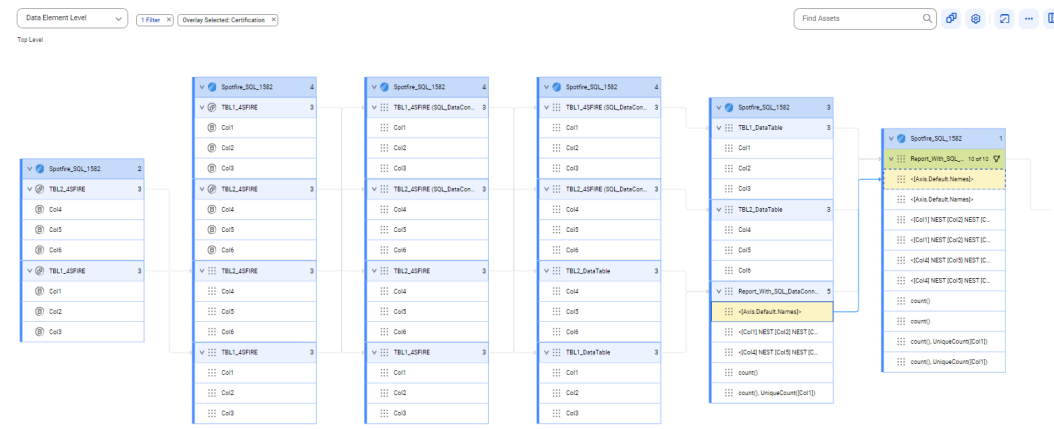 Data Element Level
1 Filter ×
Overlay Selected: Certification ×
Find Assets
Top Level
Spotfire_SQL_1582 2
TBL2_4SFIRE 3
Col4
Col5
Col6
TBL1_4SFIRE 3
Col1
Col2
Col3
Spotfire_SQL_1582 4
TBL1_4SFIRE 3
Col1
Col2
Col3
TBL2_4SFIRE 3
Col4
Col5
Col6
TBL2_4SFIRE 3
Col4
Col5
Col6
TBL1_4SFIRE 3
Col1
Col2
Col3
Spotfire_SQL_1582 4
TBL1_4SFIRE (SQL_DataCon... 3
Col1
Col2
Col3
TBL2_4SFIRE (SQL_DataCon... 3
Col4
Col5
Col6
TBL2_4SFIRE 3
Col4
Col5
Col6
TBL1_4SFIRE 3
Col1
Col2
Col3
Spotfire_SQL_1582 4
TBL1_4SFIRE (SQL_DataCon... 3
Col1
Col2
Col3
TBL2_4SFIRE (SQL_DataCon... 3
Col4
Col5
Col6
TBL2_DataTable 3
Col4
Col5
Col6
TBL1_DataTable 3
Col1
Col2
Col3
Spotfire_SQL_1582 3
TBL1_DataTable 3
Col1
Col2
Col3
TBL2_DataTable 3
Col4
Col5
Col6
Report_With_SQL_DataConn... 5
<[Axis.Default.Names]>
<[Col1] NEST [Col2] NEST [C...
<[Col4] NEST [Col5] NEST [C...
count()
count(), UniqueCount([Col1])
Spotfire_SQL_1582 1
Report_With_SQL_... 10 of 10
<[Axis.Default.Names]>
<[Axis.Default.Names]>
<[Col1] NEST [Col2] NEST [C...
<[Col1] NEST [Col2] NEST [C...
<[Col4] NEST [Col5] NEST [C...
<[Col4] NEST [Col5] NEST [C...
count()
count()
count(), UniqueCount([Col1])
count(), UniqueCount([Col1])